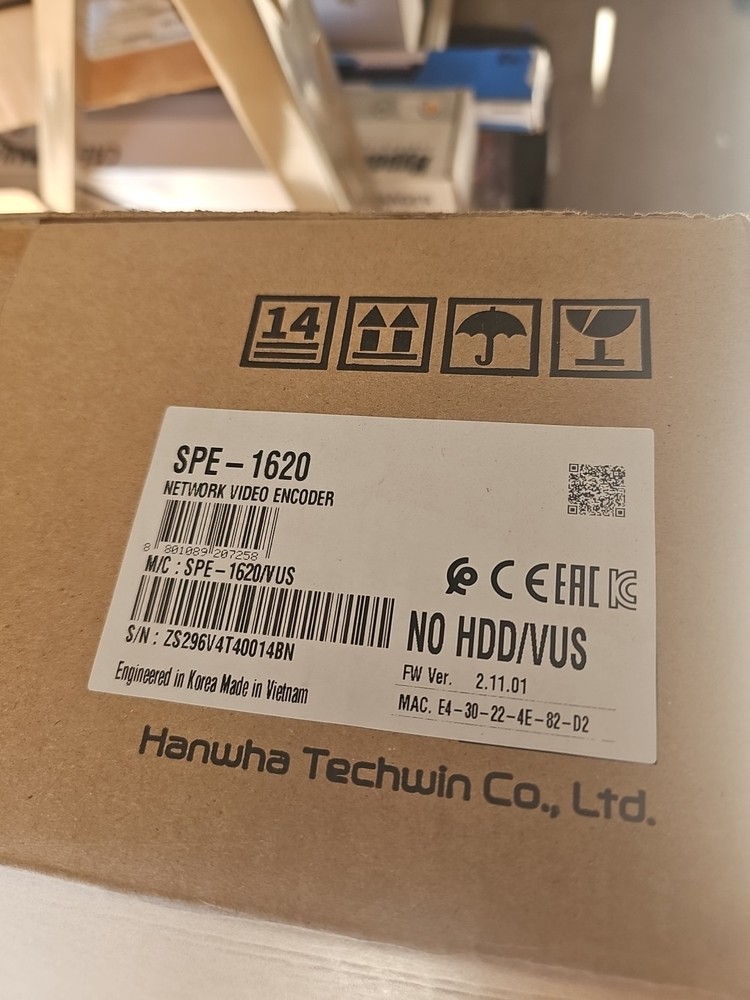 14
SPE-1620
NETWORK VIDEO ENCODER
8 801089 207258
M/C : SPE-1620/VUS
CE EAC
S/N : ZS296V4T40014BN
NO HDD/VUS
FW Ver. 2.11.01
Engineered in Korea Made in Vietnam
MAC. E4-30-22-4E-82-D2
Hanwha Techwin Co., Ltd.